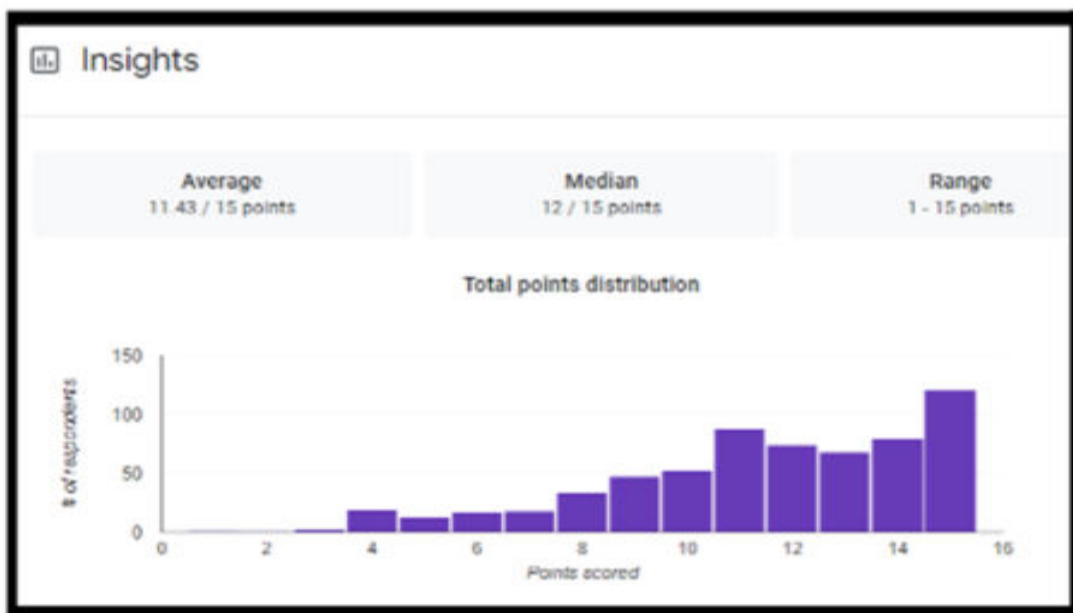 Insights
Average
11.43 / 15 points
Median
12 / 15 points
Range
1 - 15 points
Total points distribution
# of respondents
150
100
50
0
0 2 4 6 8 10 12 14 16
Points scored